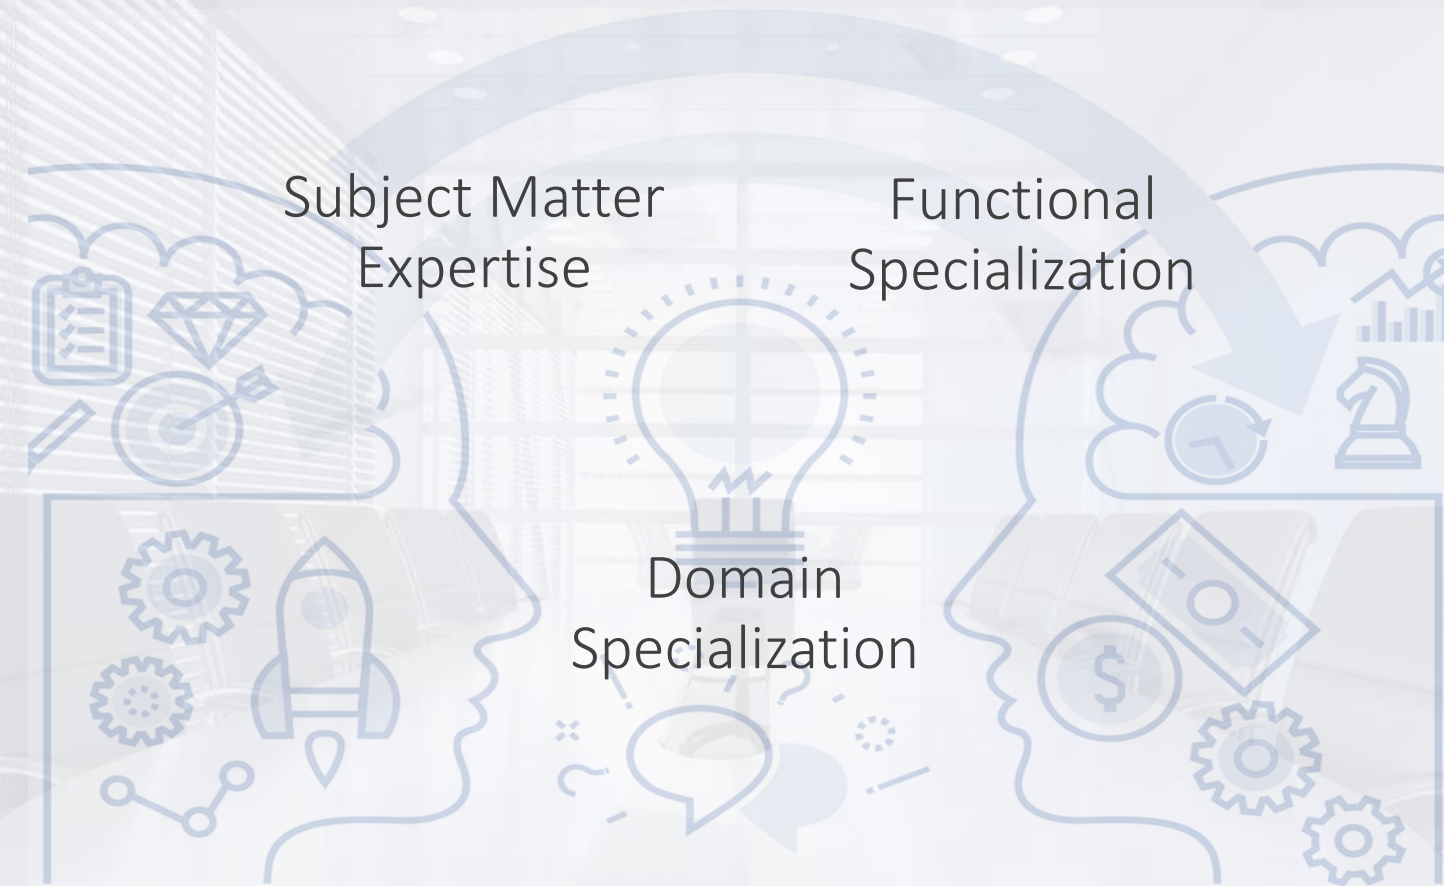 Subject Matter
Expertise
Functional
Specialization
Domain
Specialization
$